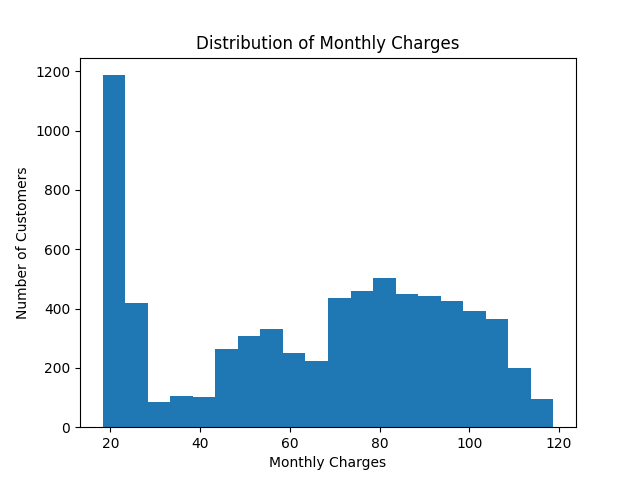 Distribution of Monthly Charges
1200
1000
800
600
400
200
0
Number of Customers
20 40 60 80 100 120
Monthly Charges